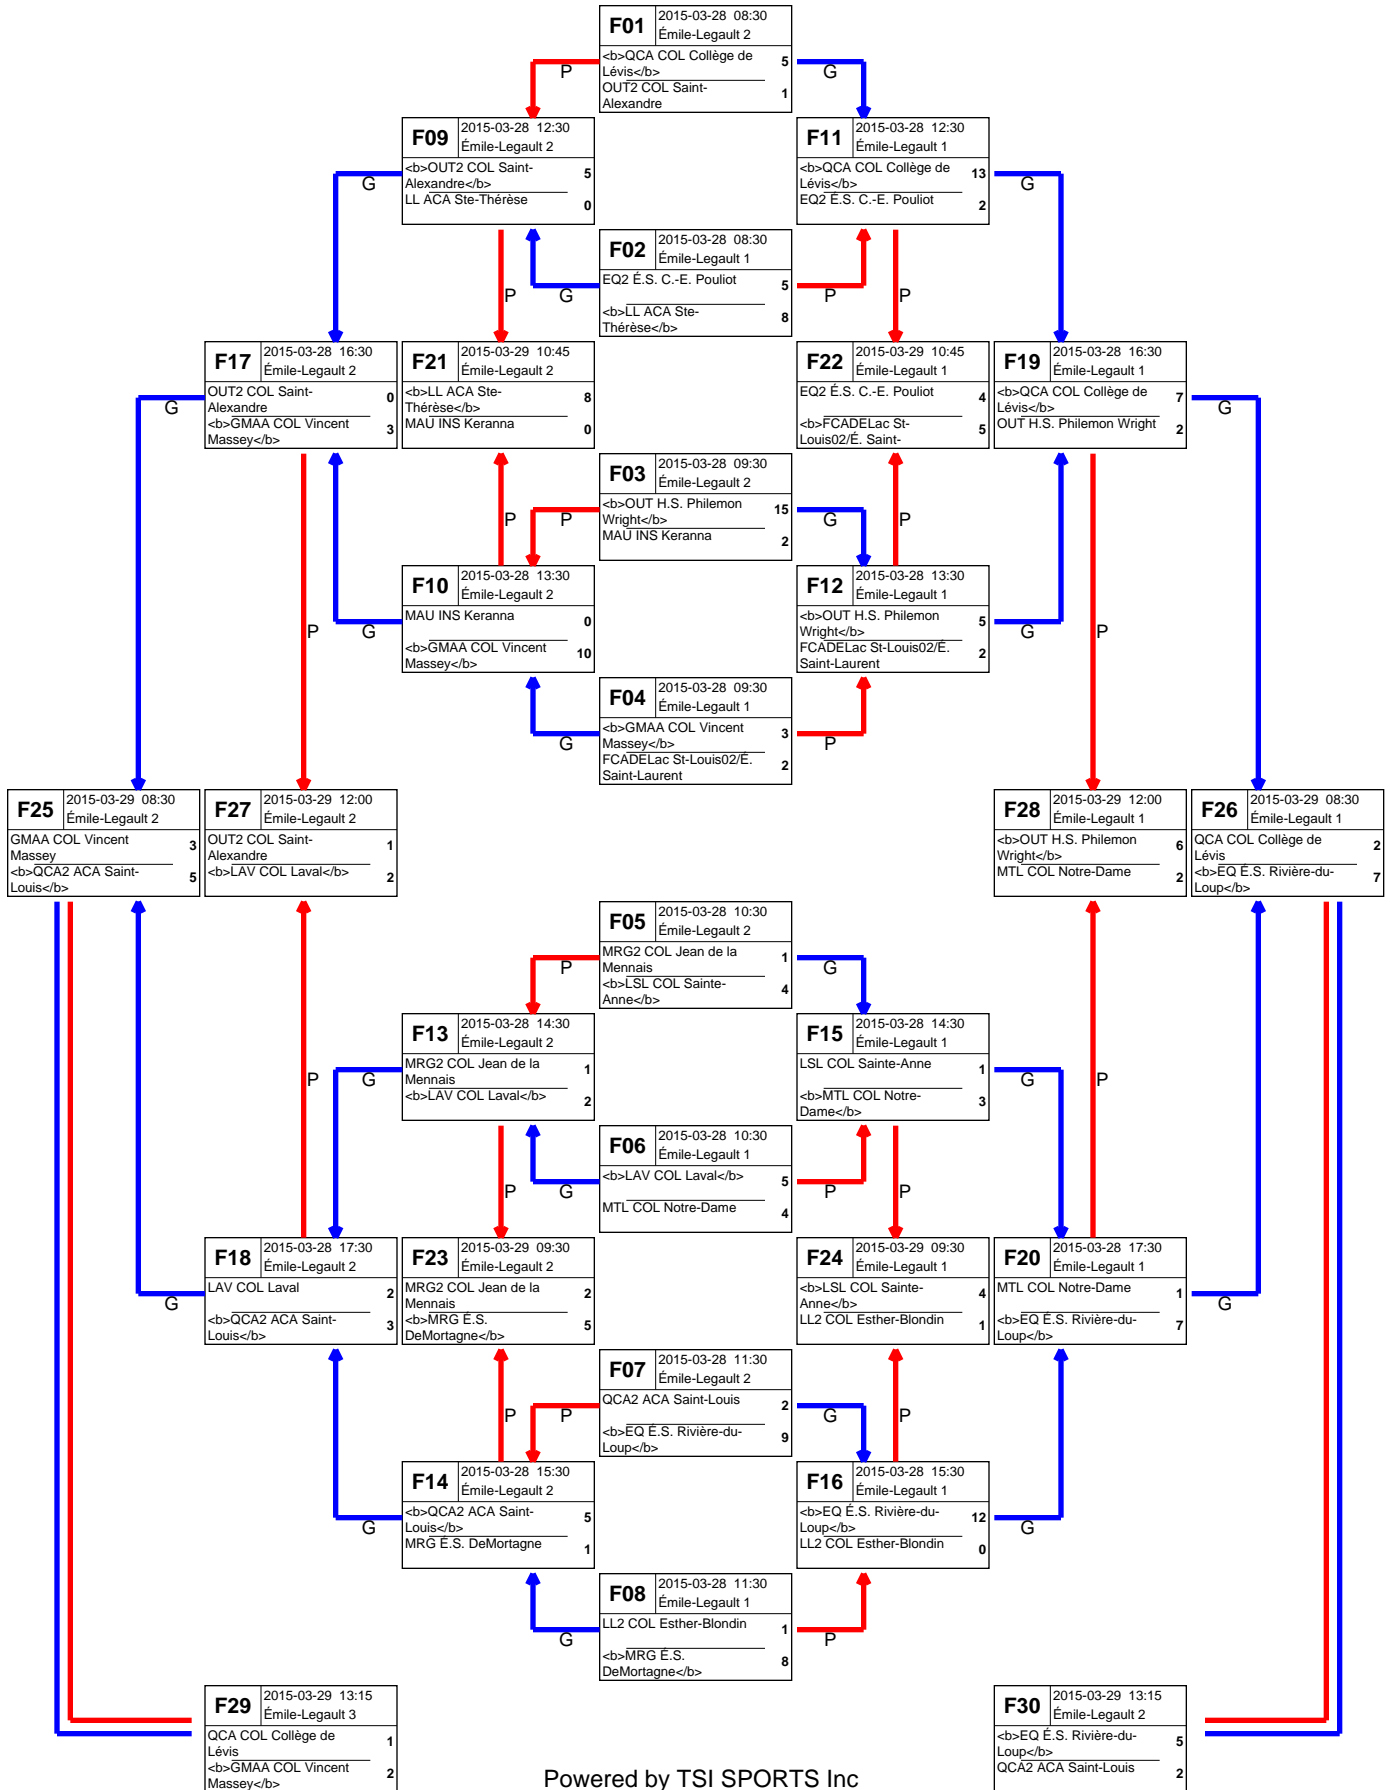 F01
2015-03-28 08:30
Émile-Legault 2
<b>QCA COL Collège de
Lévis</b>
5
OUT2 COL Saint-
Alexandre
1
P
G
F09
2015-03-28 12:30
Émile-Legault 2
<b>OUT2 COL Saint-
Alexandre</b>
5
LL ACA Ste-Thérèse
0
F11
2015-03-28 12:30
Émile-Legault 1
<b>QCA COL Collège de
Lévis</b>
13
EQ2 É.S. C.-E. Pouliot
2
G
G
F02
2015-03-28 08:30
Émile-Legault 1
EQ2 É.S. C.-E. Pouliot
5
<b>LL ACA Ste-
Thérèse</b>
8
P
G
P
P
F17
2015-03-28 16:30
Émile-Legault 2
OUT2 COL Saint-
Alexandre
0
<b>GMAA COL Vincent
Massey</b>
3
F21
2015-03-29 10:45
Émile-Legault 2
<b>LL ACA Ste-
Thérèse</b>
8
MAU INS Keranna
0
F22
2015-03-29 10:45
Émile-Legault 1
EQ2 É.S. C.-E. Pouliot
4
<b>FCADELac St-
Louis02/É. Saint-
5
F19
2015-03-28 16:30
Émile-Legault 1
<b>QCA COL Collège de
Lévis</b>
7
OUT H.S. Philemon Wright
2
G
G
F03
2015-03-28 09:30
Émile-Legault 2
<b>OUT H.S. Philemon
Wright</b>
15
MAU INS Keranna
2
P
P
G
P
F10
2015-03-28 13:30
Émile-Legault 2
MAU INS Keranna
0
<b>GMAA COL Vincent
Massey</b>
10
F12
2015-03-28 13:30
Émile-Legault 1
<b>OUT H.S. Philemon
Wright</b>
5
FCADELac St-Louis02/É.
Saint-Laurent
2
P
G
G
P
F04
2015-03-28 09:30
Émile-Legault 1
<b>GMAA COL Vincent
Massey</b>
3
FCADELac St-Louis02/É.
Saint-Laurent
2
G
P
F25
2015-03-29 08:30
Émile-Legault 2
GMAA COL Vincent
Massey
3
<b>QCA2 ACA Saint-
Louis</b>
5
F27
2015-03-29 12:00
Émile-Legault 2
OUT2 COL Saint-
Alexandre
1
<b>LAV COL Laval</b>
2
F28
2015-03-29 12:00
Émile-Legault 1
<b>OUT H.S. Philemon
Wright</b>
6
MTL COL Notre-Dame
2
F26
2015-03-29 08:30
Émile-Legault 1
QCA COL Collège de
Lévis
2
<b>EQ É.S. Rivière-du-
Loup</b>
7
F05
2015-03-28 10:30
Émile-Legault 2
MRG2 COL Jean de la
Mennais
1
<b>LSL COL Sainte-
Anne</b>
4
P
G
F13
2015-03-28 14:30
Émile-Legault 2
MRG2 COL Jean de la
Mennais
1
<b>LAV COL Laval</b>
2
F15
2015-03-28 14:30
Émile-Legault 1
LSL COL Sainte-Anne
1
<b>MTL COL Notre-
Dame</b>
3
P
G
G
P
F06
2015-03-28 10:30
Émile-Legault 1
<b>LAV COL Laval</b>
5
MTL COL Notre-Dame
4
P
G
P
P
F18
2015-03-28 17:30
Émile-Legault 2
LAV COL Laval
2
<b>QCA2 ACA Saint-
Louis</b>
3
F23
2015-03-29 09:30
Émile-Legault 2
MRG2 COL Jean de la
Mennais
2
<b>MRG É.S.
DeMortagne</b>
5
F24
2015-03-29 09:30
Émile-Legault 1
<b>LSL COL Sainte-
Anne</b>
4
LL2 COL Esther-Blondin
1
F20
2015-03-28 17:30
Émile-Legault 1
MTL COL Notre-Dame
1
<b>EQ É.S. Rivière-du-
Loup</b>
7
G
G
F07
2015-03-28 11:30
Émile-Legault 2
QCA2 ACA Saint-Louis
2
<b>EQ É.S. Rivière-du-
Loup</b>
9
P
P
G
P
F14
2015-03-28 15:30
Émile-Legault 2
<b>QCA2 ACA Saint-
Louis</b>
5
MRG É.S. DeMortagne
1
F16
2015-03-28 15:30
Émile-Legault 1
<b>EQ É.S. Rivière-du-
Loup</b>
12
LL2 COL Esther-Blondin
0
G
G
F08
2015-03-28 11:30
Émile-Legault 1
LL2 COL Esther-Blondin
1
<b>MRG É.S.
DeMortagne</b>
8
G
P
F29
2015-03-29 13:15
Émile-Legault 3
QCA COL Collège de
Lévis
1
<b>GMAA COL Vincent
Massey</b>
2
F30
2015-03-29 13:15
Émile-Legault 2
<b>EQ É.S. Rivière-du-
Loup</b>
5
QCA2 ACA Saint-Louis
2
Powered by TSI SPORTS Inc